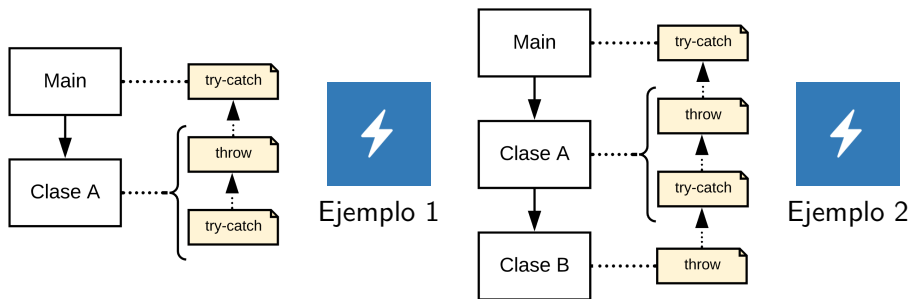 Main
try-catch
throw
Clase A
try-catch
Ejemplo 1
Main
try-catch
throw
Clase A
try-catch
Clase B
throw
Ejemplo 2